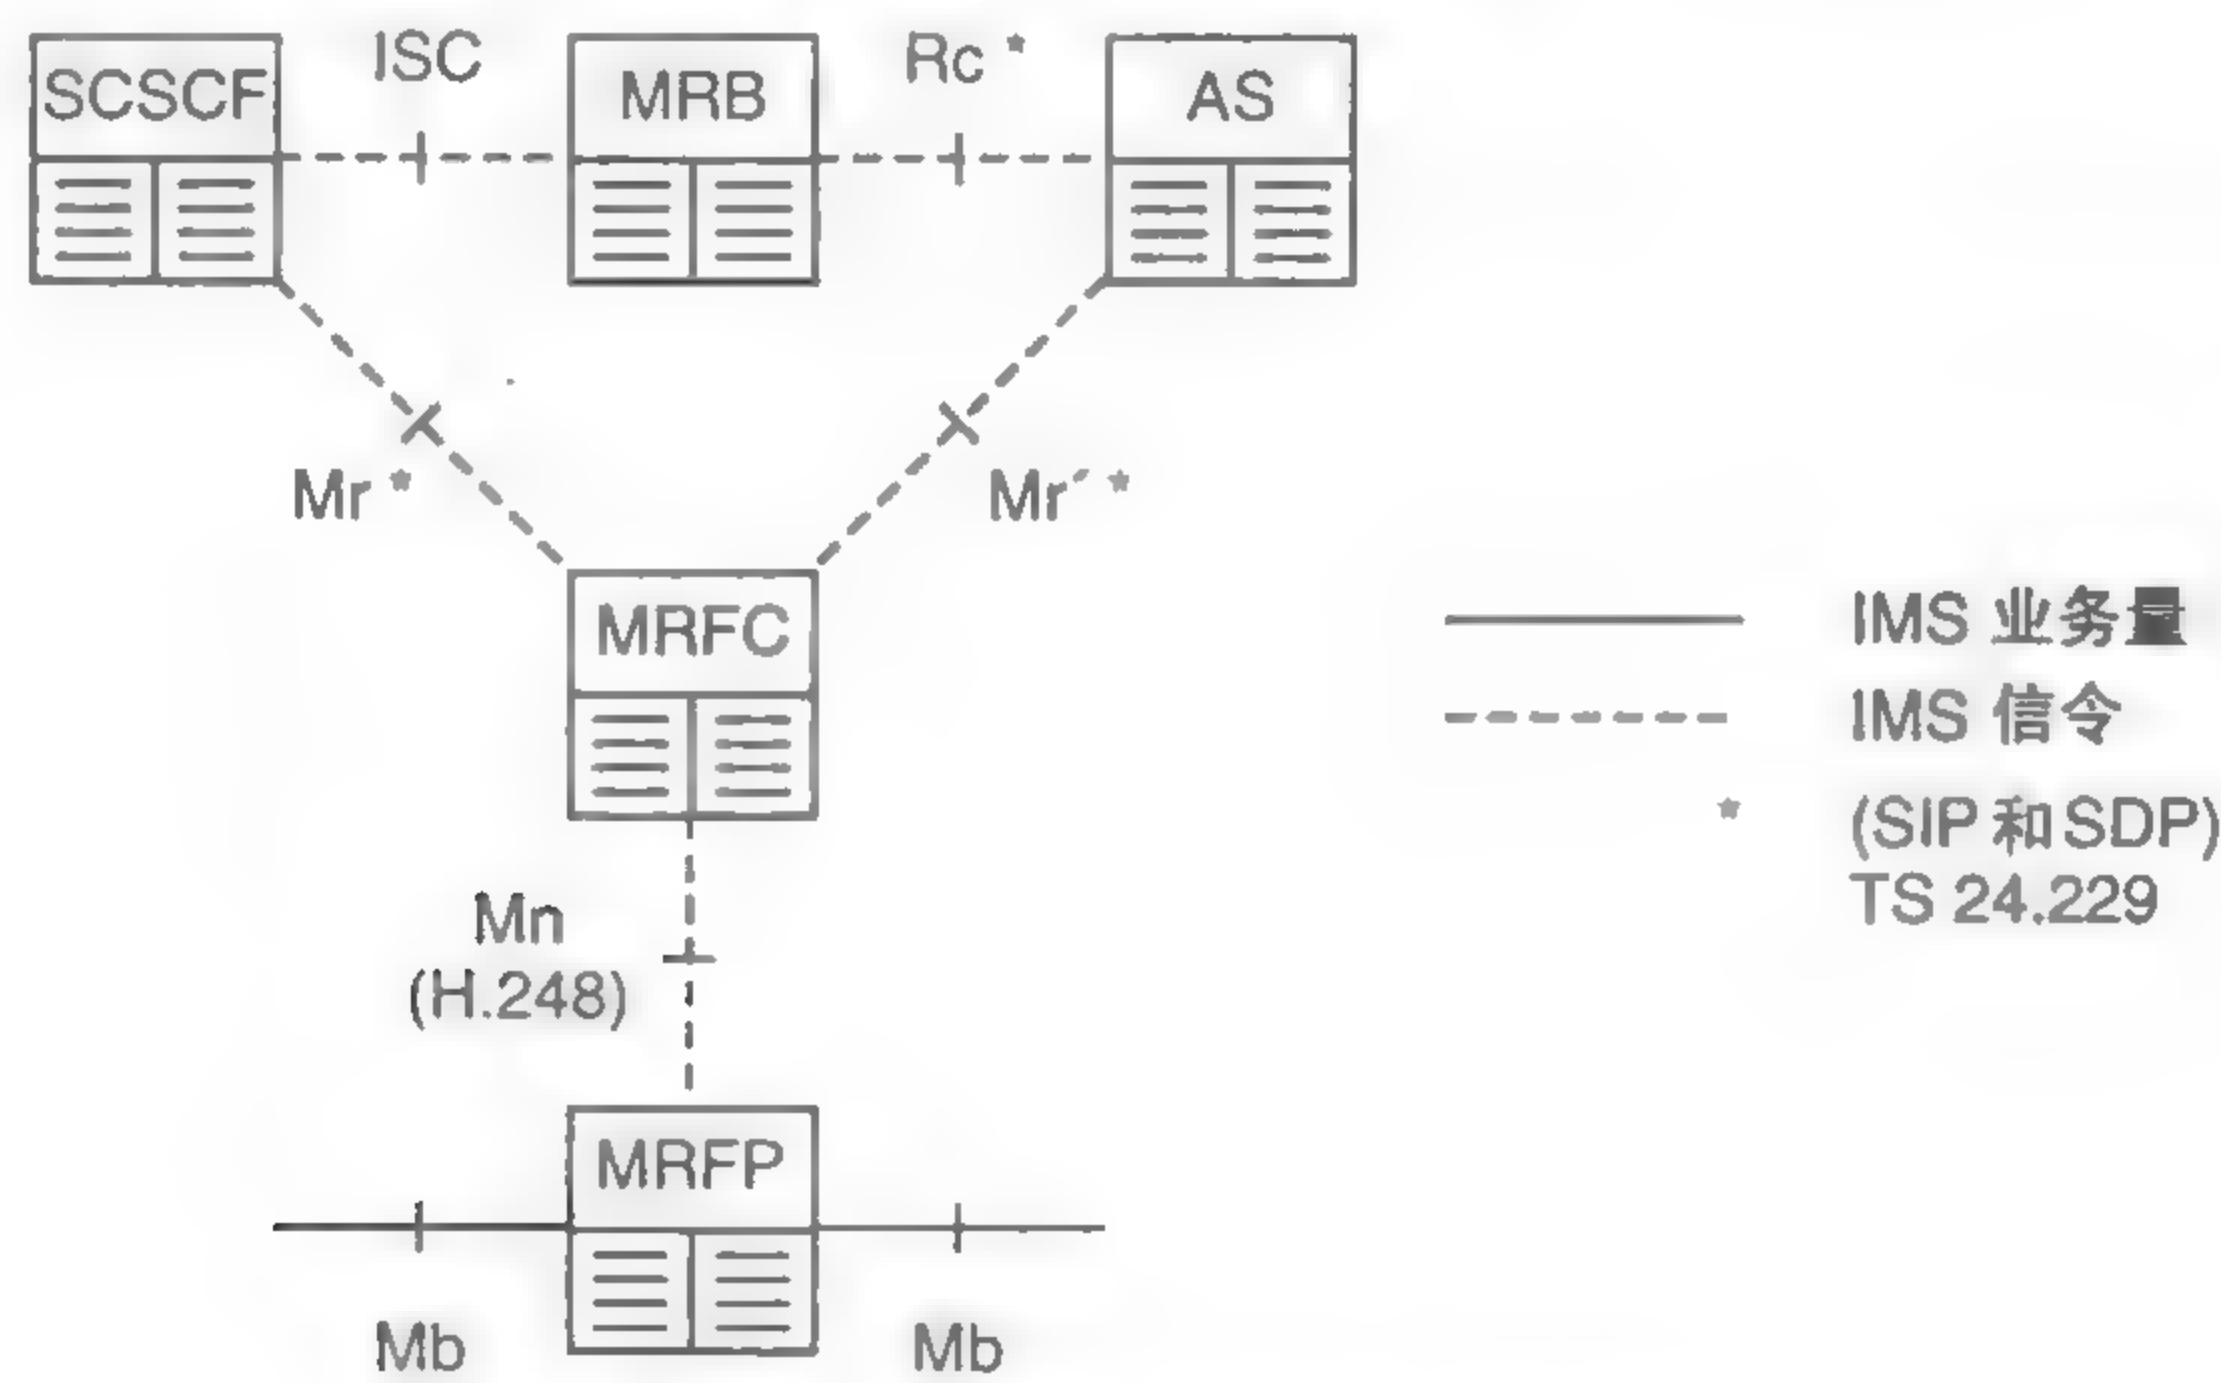 SCSCF
ISC
MRB
Rc *
AS
Mr *
Mr´ *
MRFC
IMS 业务量
IMS 信令
* (SIP 和 SDP)
TS 24.229
Mn
(H.248)
MRFP
Mb
Mb